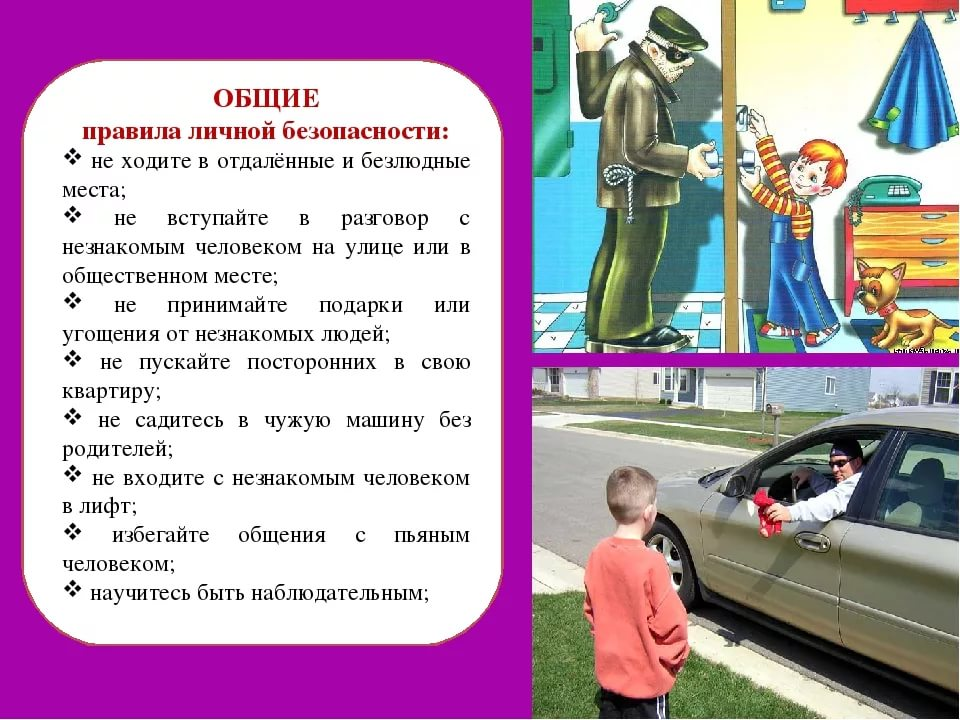 ОБЩИЕ
правила личной безопасности:
❖ не ходите в отдалённые и безлюдные
места;
❖ не вступайте в разговор с
незнакомым человеком на улице или в
общественном месте;
❖ не принимайте подарки или
угощения от незнакомых людей;
❖ не пускайте посторонних в свою
квартиру;
❖ не садитесь в чужую машину без
родителей;
❖ не входите с незнакомым человеком
в лифт;
❖ избегайте общения с пьяным
человеком;
❖ научитесь быть наблюдательным;